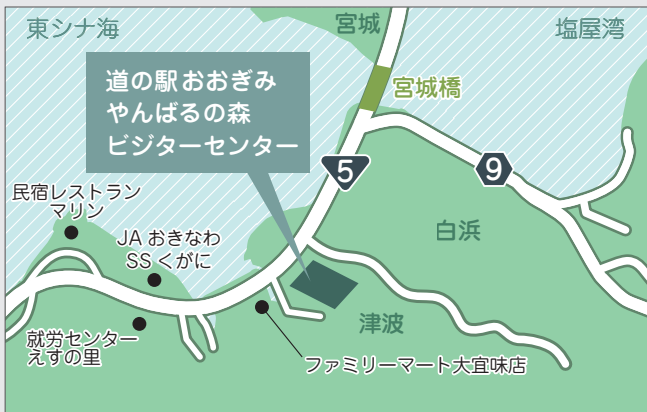 東シナ海
宮城
塩屋湾
宮城橋
道の駅おおぎみ
やんばるの森
ビジターセンター
5
9
民宿レストラン
マリン
JA おきなわ
SS くがに
白浜
就労センター
えすの里
津波
ファミリーマート大宜味店